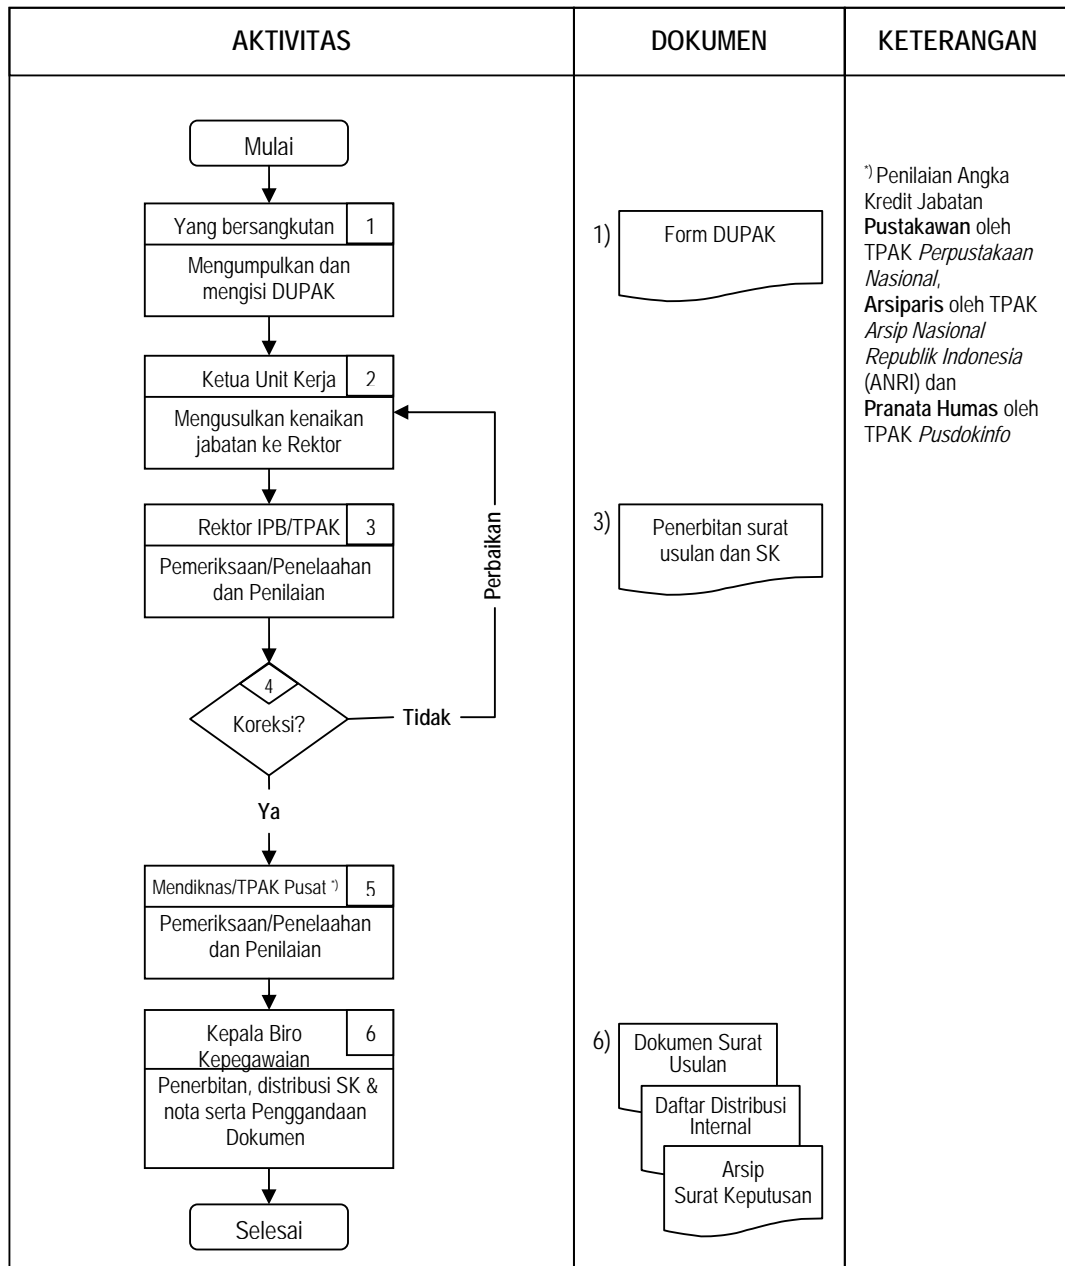 AKTIVITAS
DOKUMEN
KETERANGAN
Mulai
Yang bersangkutan
1
Mengumpulkan dan
mengisi DUPAK
Ketua Unit Kerja
2
Mengusulkan kenaikan
jabatan ke Rektor
Rektor IPB/TPAK
3
Pemeriksaan/Penelaahan
dan Penilaian
Perbaikan
4
Koreksi?
Tidak
Ya
Mendiknas/TPAK Pusat *)
5
Pemeriksaan/Penelaahan
dan Penilaian
Kepala Biro
Kepegawaian
6
Penerbitan, distribusi SK &
nota serta Penggandaan
Dokumen
Selesai
1)
Form DUPAK
3)
Penerbitan surat
usulan dan SK
6)
Dokumen Surat
Usulan
Daftar Distribusi
Internal
Arsip
Surat Keputusan
*) Penilaian Angka
Kredit Jabatan
Pustakawan oleh
TPAK Perpustakaan
Nasional,
Arsiparis oleh TPAK
Arsip Nasional
Republik Indonesia
(ANRI) dan
Pranata Humas oleh
TPAK Pusdokinfo